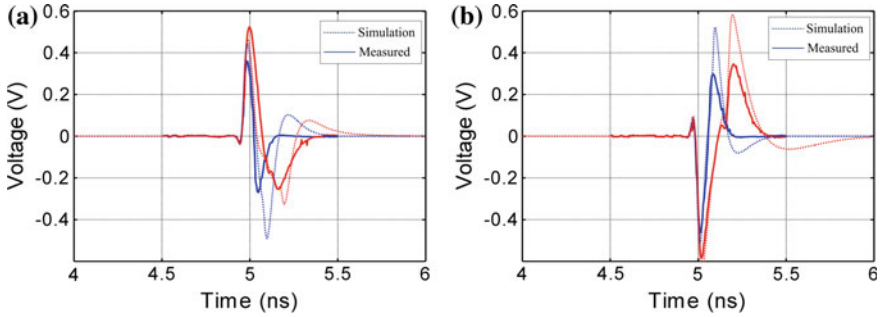 (a)
0.6
0.4
0.2
0
-0.2
-0.4
Voltage (V)
Simulation
Measured
4
4.5
5
5.5
6
Time (ns)
(b)
0.6
0.4
0.2
0
-0.2
-0.4
Voltage (V)
Simulation
Measured
4
4.5
5
5.5
6
Time (ns)